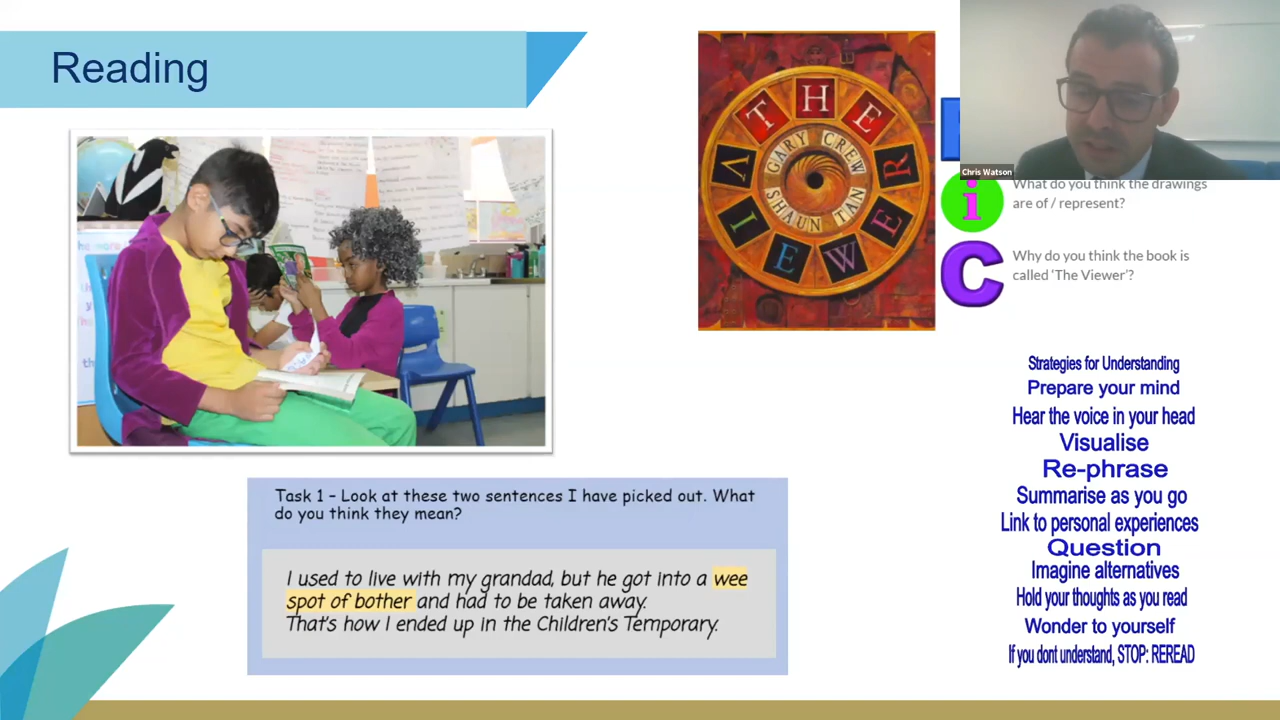 Reading
THE
VIEWER
GARY CREW
SHAUN TAN
Chris Watson
i
What do you think the drawings
are of / represent?
C
Why do you think the book is
called ‘The Viewer’?
Strategies for Understanding
Prepare your mind
Hear the voice in your head
Visualise
Re-phrase
Summarise as you go
Link to personal experiences
Question
Imagine alternatives
Hold your thoughts as you read
Wonder to yourself
If you dont understand, STOP: REREAD
Task 1 – Look at these two sentences I have picked out. What
do you think they mean?
I used to live with my grandad, but he got into a wee
spot of bother and had to be taken away.
That's how I ended up in the Children's Temporary.